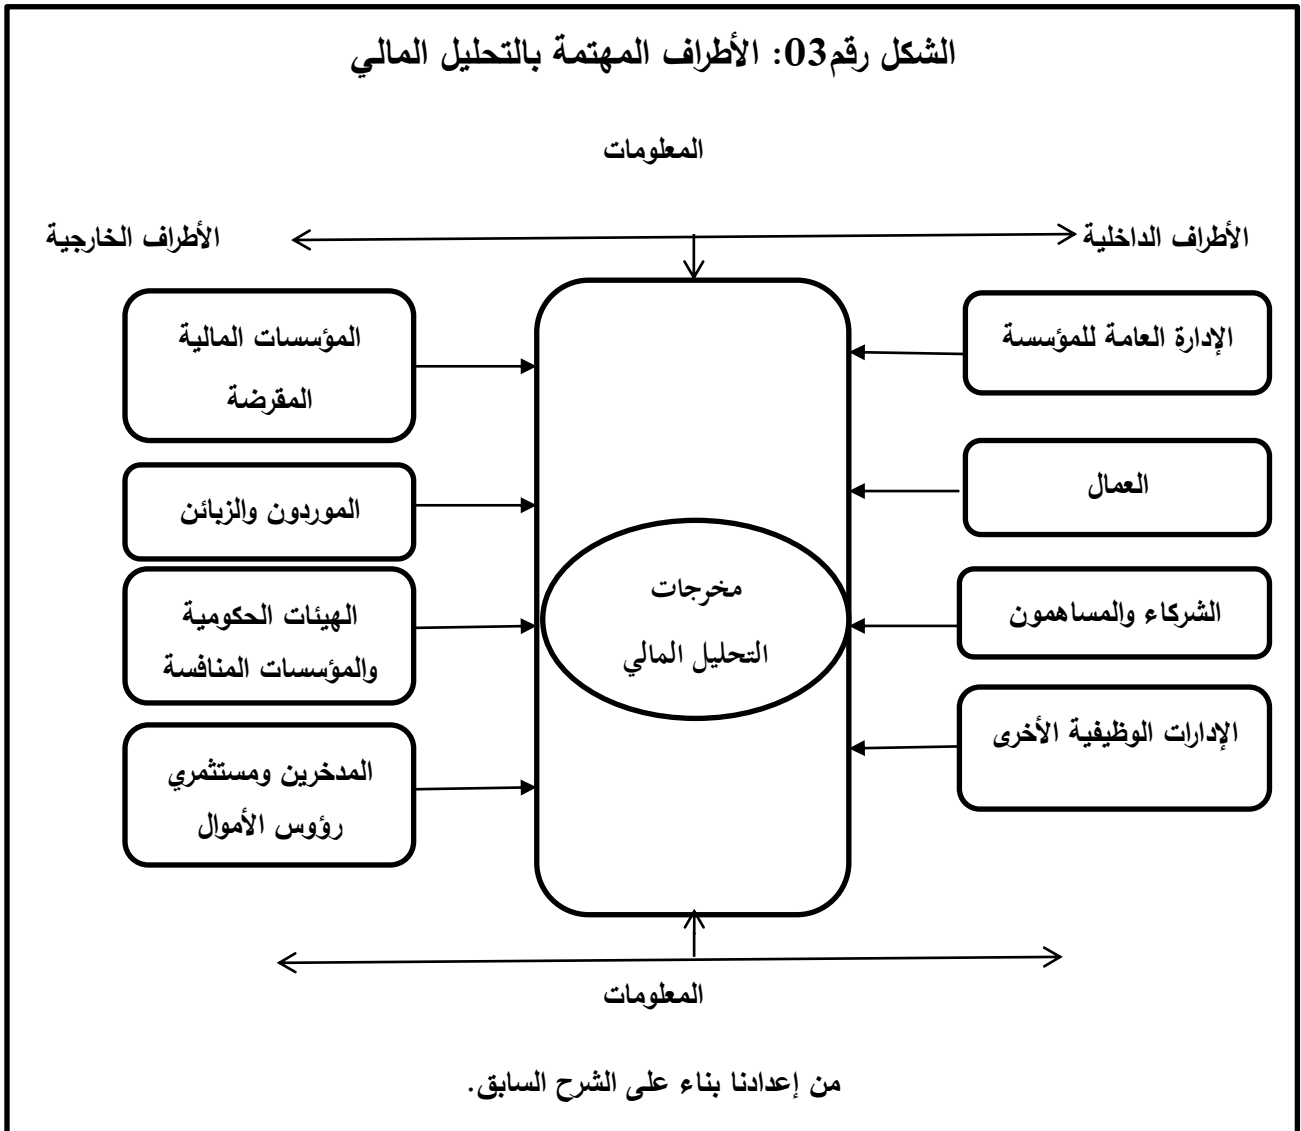 الشكل رقم03: الأطراف المهتمة بالتحليل المالي
المعلومات
الأطراف الداخلية
الأطراف الخارجية
الإدارة العامة للمؤسسة
العمال
الشركاء والمساهمون
الإدارات الوظيفية الأخرى
مخرجات
التحليل المالي
المؤسسات المالية
المقرضة
الموردون والزبائن
الهيئات الحكومية
والمؤسسات المنافسة
المدخرين ومستثمري
رؤوس الأموال
المعلومات
من إعدادنا بناء على الشرح السابق.